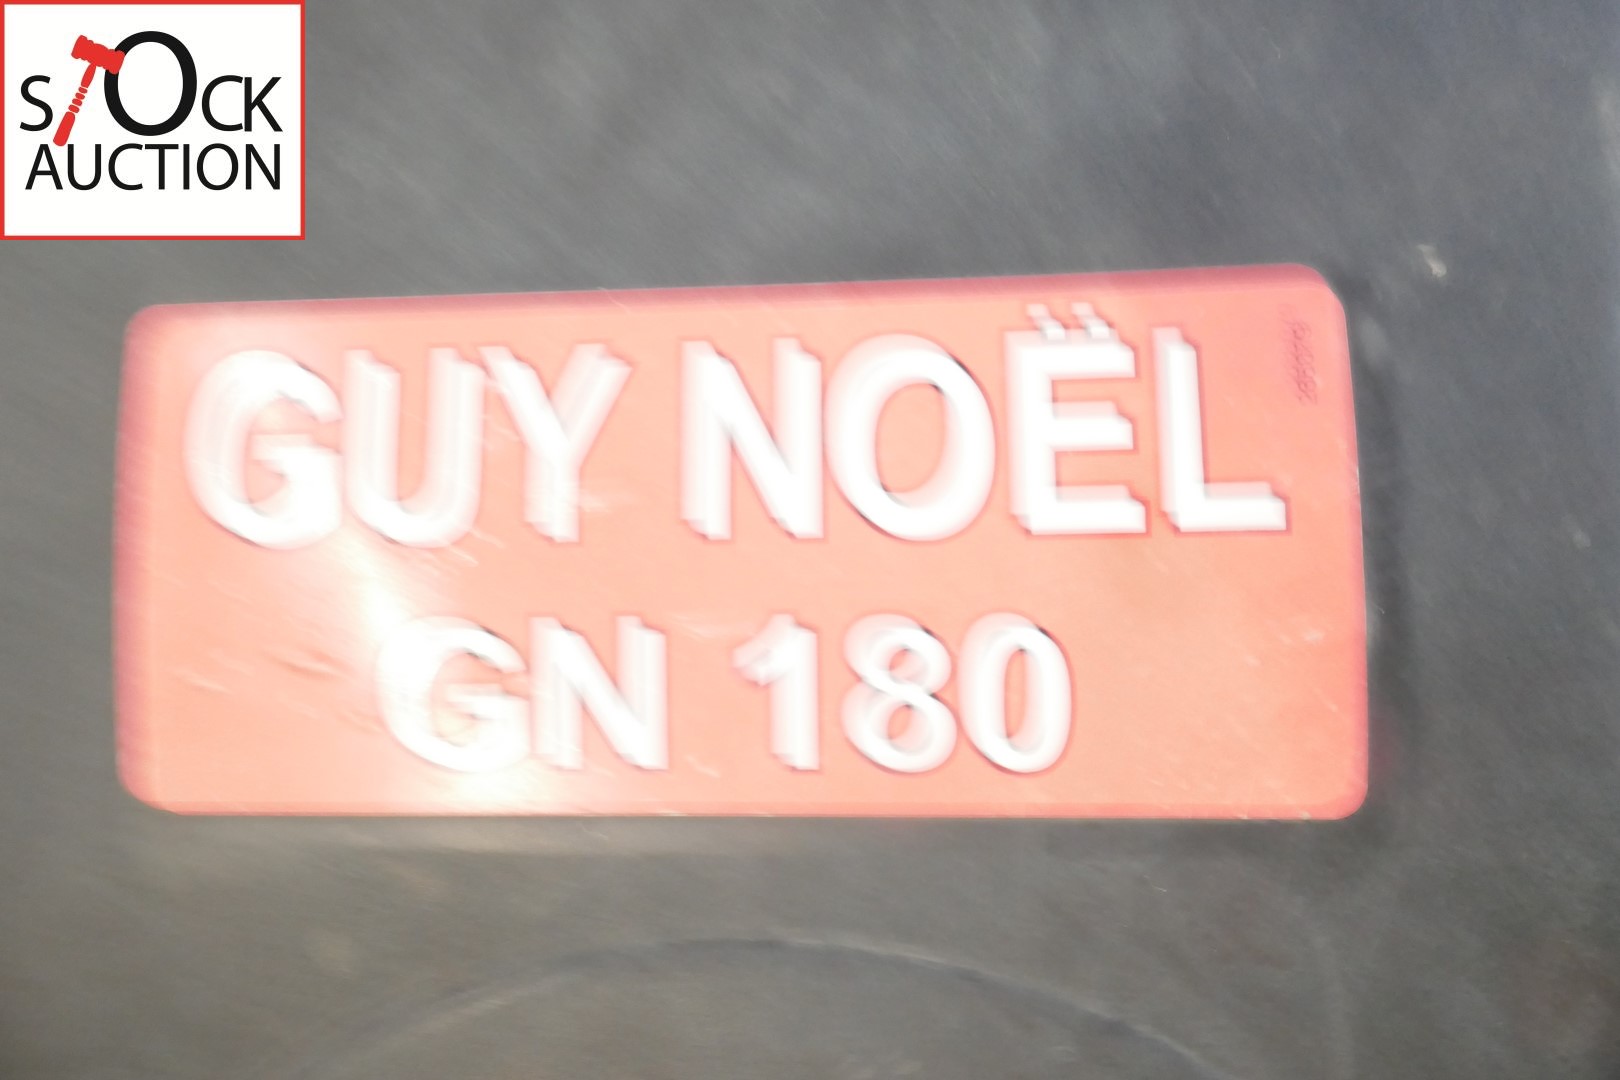 STOCK
AUCTION
GUY NOËL
GN 180